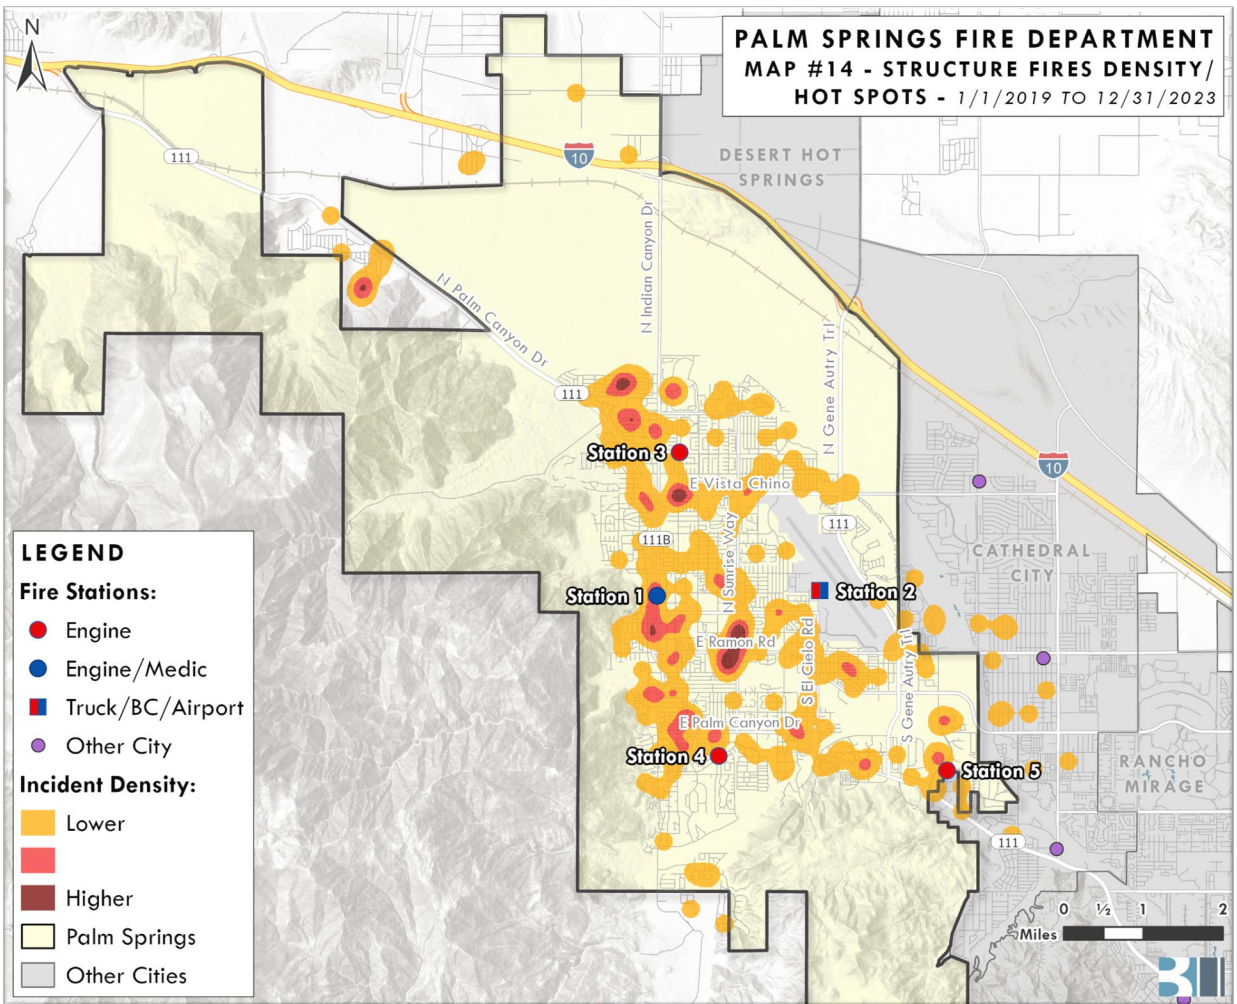 PALM SPRINGS FIRE DEPARTMENT
MAP #14 - STRUCTURE FIRES DENSITY/
HOT SPOTS - 1/1/2019 TO 12/31/2023
N
111
10
DESERT HOT
SPRINGS
N Indian Canyon Dr
N Palm Canyon Dr
N Gene Autry Trl
111
Station 3
10
E Vista Chino
111
111B
N Sunrise Way
CATHEDRAL
CITY
Station 1
Station 2
E Ramon Rd
S El Cielo Rd
S Gene Autry Trl
E Palm Canyon Dr
Station 4
Station 5
RANCHO
MIRAGE
111
LEGEND
Fire Stations:
Engine
Engine/Medic
Truck/BC/Airport
Other City
Incident Density:
Lower
Higher
Palm Springs
Other Cities
0 ½ 1 2
Miles